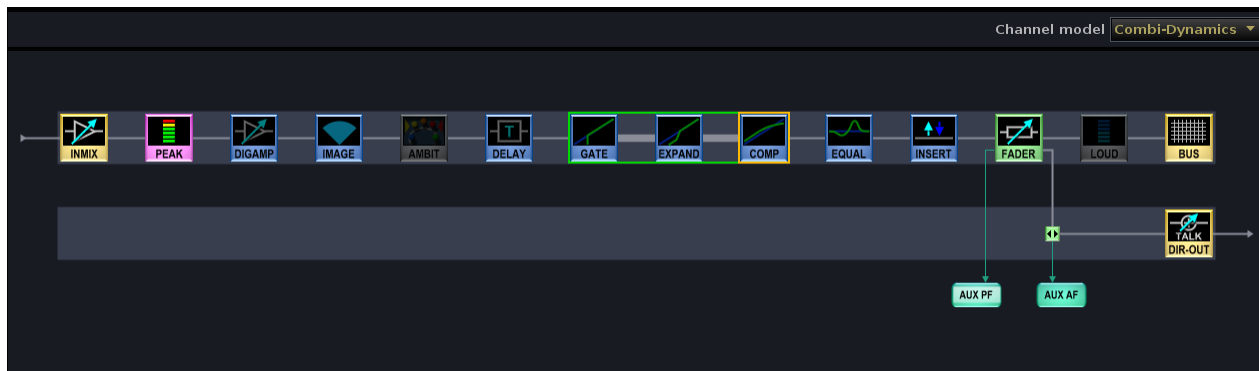 Channel model Combi-Dynamics
INMIX PEAK DIGAMP IMAGE AMBIT DELAY GATE EXPAND COMP EQUAL INSERT FADER LOUD BUS
T
TALK
DIR-OUT
AUX PF AUX AF